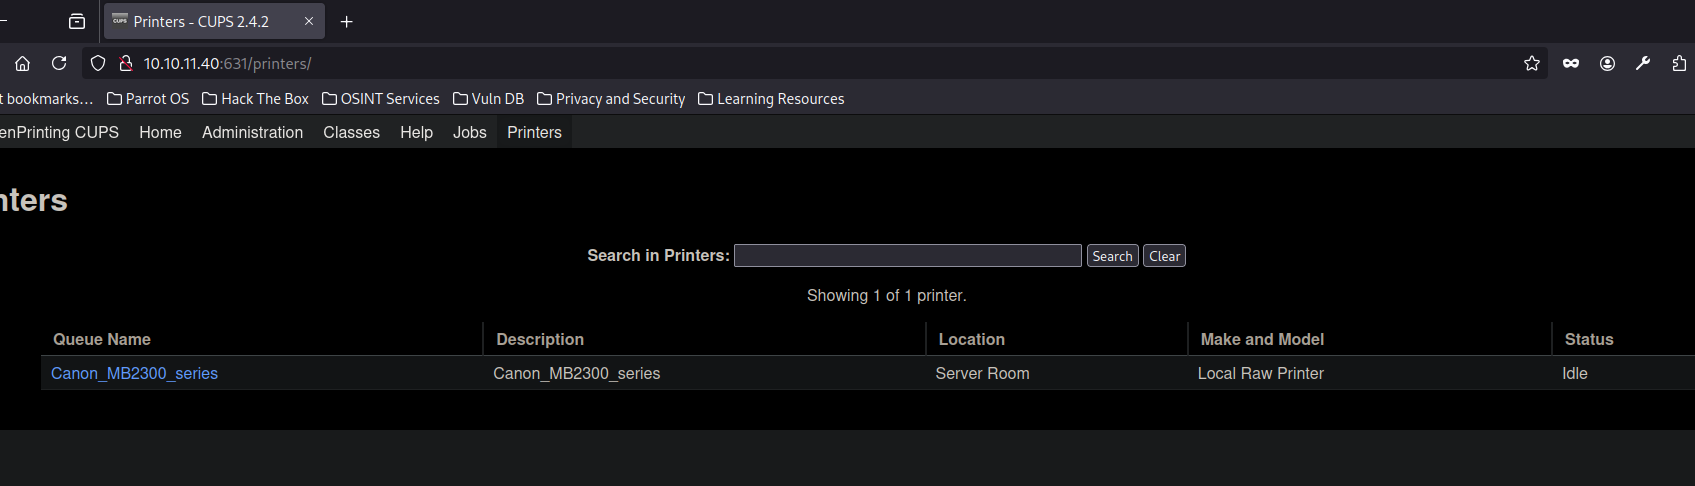 Printers - CUPS 2.4.2
10.10.11.40:631/printers/
t bookmarks… Parrot OS Hack The Box OSINT Services Vuln DB Privacy and Security Learning Resources
enPrinting CUPS Home Administration Classes Help Jobs Printers
nters
Search in Printers: Search Clear
Showing 1 of 1 printer.
Queue Name Description Location Make and Model Status
Canon_MB2300_series Canon_MB2300_series Server Room Local Raw Printer Idle